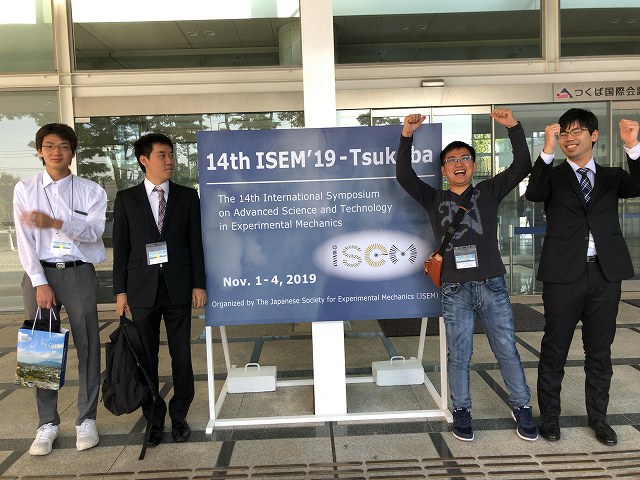 つくば国際会議
14th ISEM'19 - Tsukuba
The 14th International Symposium
on Advanced Science and Technology
in Experimental Mechanics
Nov. 1-4, 2019
Organized by The Japanese Society for Experimental Mechanics (JSEM)